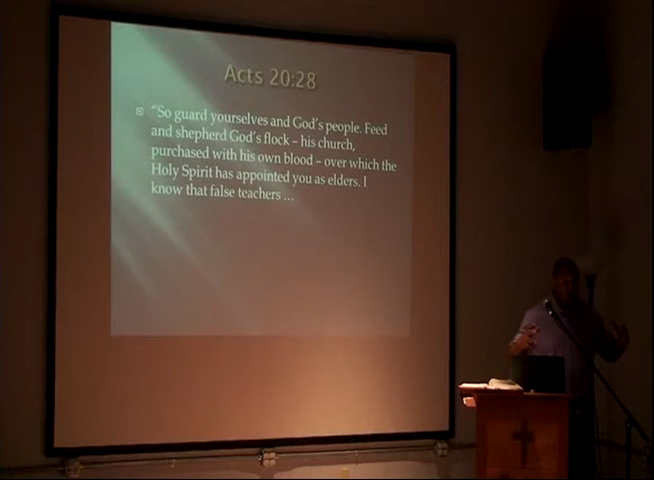 Acts 20:28
“So guard yourselves and God's people. Feed
and shepherd God's flock – his church,
purchased with his own blood – over which the
Holy Spirit has appointed you as elders. I
know that false teachers ...